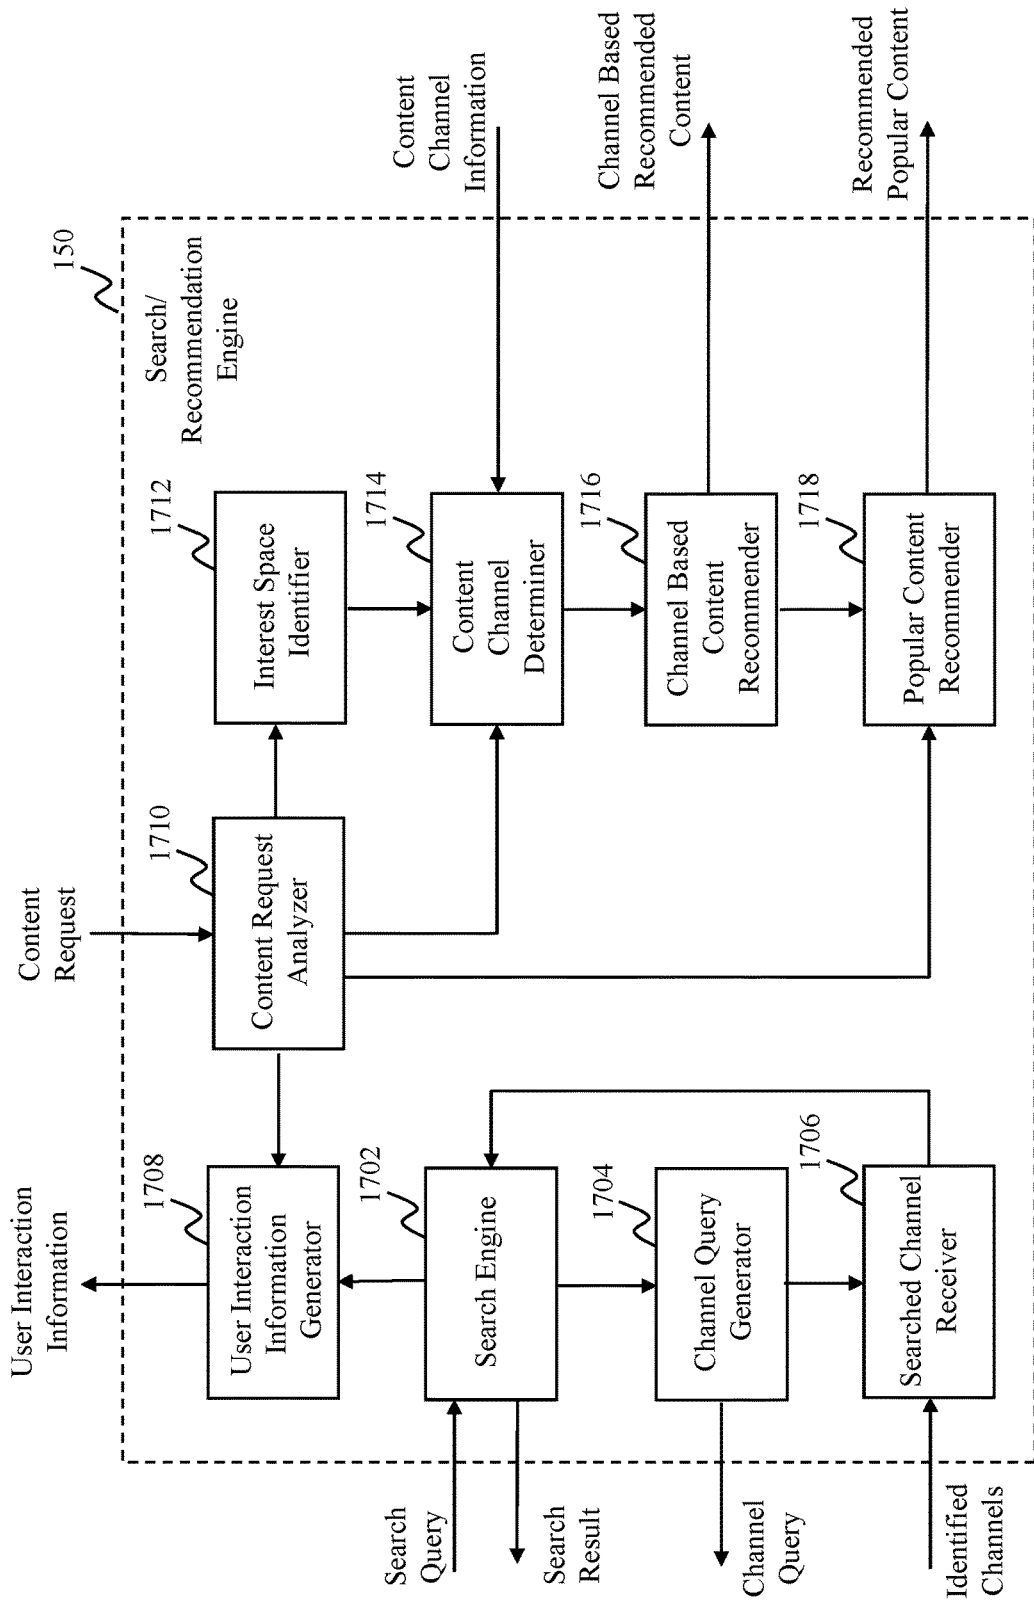 User Interaction
Information
Content
Request
150
Search/
Recommendation
Engine
1708
User Interaction
Information
Generator
1710
Content Request
Analyzer
1712
Interest Space
Identifier
Search
Query
Search
Result
1702
Search Engine
1714
Content
Channel
Determiner
Content
Channel
Information
Channel
Query
1704
Channel Query
Generator
1716
Channel Based
Content
Recommender
Channel Based
Recommended
Content
Identified
Channels
1706
Searched Channel
Receiver
1718
Popular Content
Recommender
Recommended
Popular Content